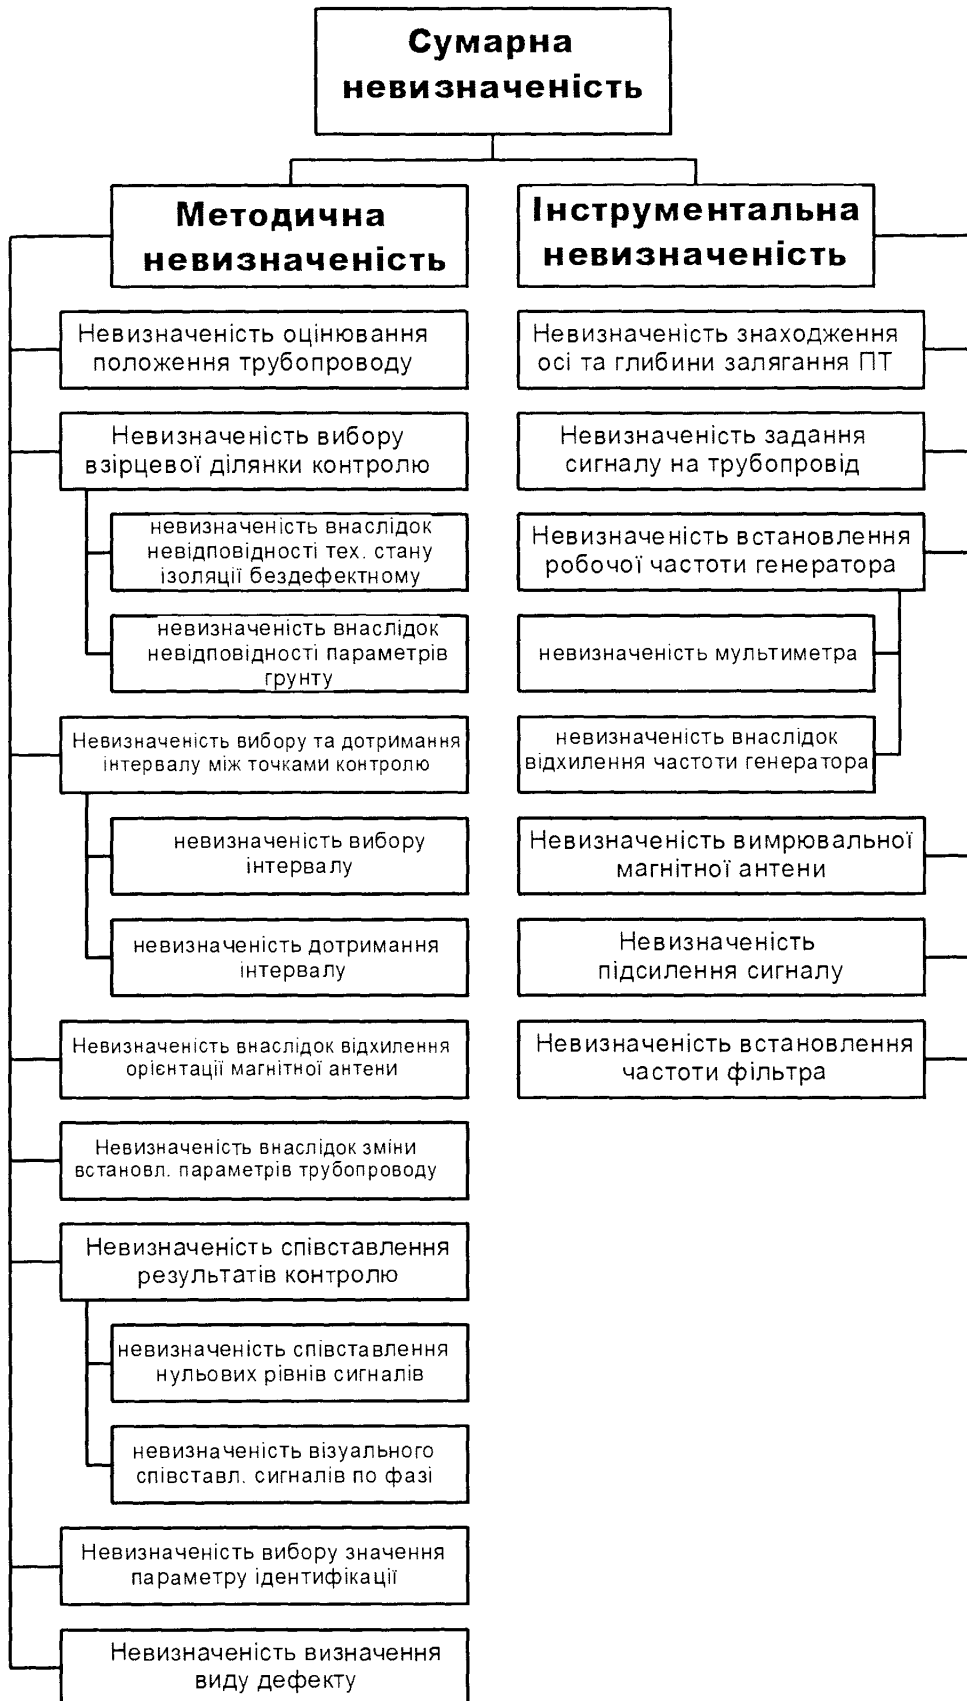 Сумарна
невизначеність
Методична
невизначеність
Невизначеність оцінювання
положення трубопроводу
Невизначеність вибору
взірцевої ділянки контролю
невизначеність внаслідок
невідповідності тех. стану
ізоляції бездефектному
невизначеність внаслідок
невідповідності параметрів
грунту
Невизначеність вибору та дотримання
інтервалу між точками контролю
невизначеність вибору
інтервалу
невизначеність дотримання
інтервалу
Невизначеність внаслідок відхилення
орієнтації магнітної антени
Невизначеність внаслідок зміни
встановл. параметрів трубопроводу
Невизначеність співставлення
результатів контролю
невизначеність співставлення
нульових рівнів сигналів
невизначеність візуального
співставл. сигналів по фазі
Невизначеність вибору значення
параметру ідентифікації
Невизначеність визначення
виду дефекту
Інструментальна
невизначеність
Невизначеність знаходження
осі та глибини залягання ПТ
Невизначеність задання
сигналу на трубопровід
Невизначеність встановлення
робочої частоти генератора
невизначеність мультиметра
невизначеність внаслідок
відхилення частоти генератора
Невизначеність вимрювальної
магнітної антени
Невизначеність
підсилення сигналу
Невизначеність встановлення
частоти фільтра